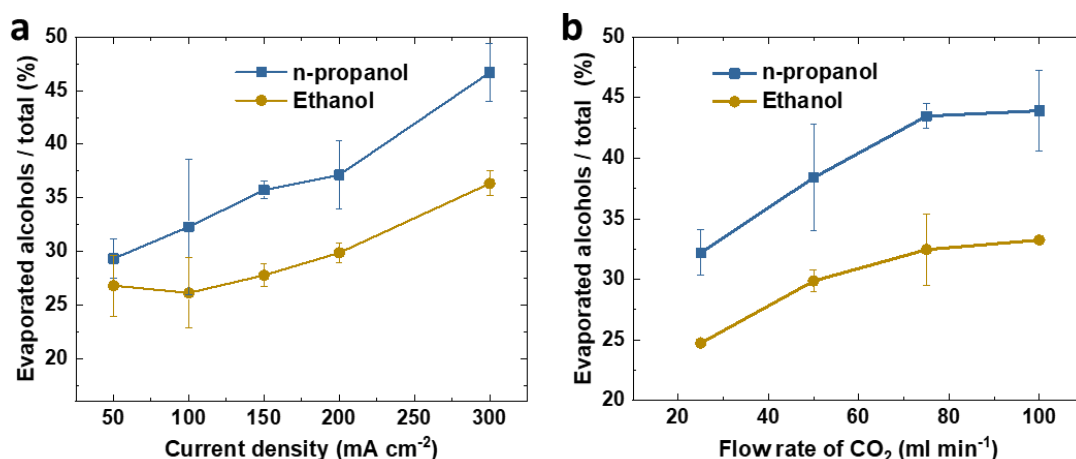 a
50
45
40
35
30
25
20
Evaporated alcohols / total (%)
n-propanol
Ethanol
50 100 150 200 250 300
Current density (mA cm⁻²)
b
50
45
40
35
30
25
20
Evaporated alcohols / total (%)
n-propanol
Ethanol
20 40 60 80 100
Flow rate of CO₂ (ml min⁻¹)